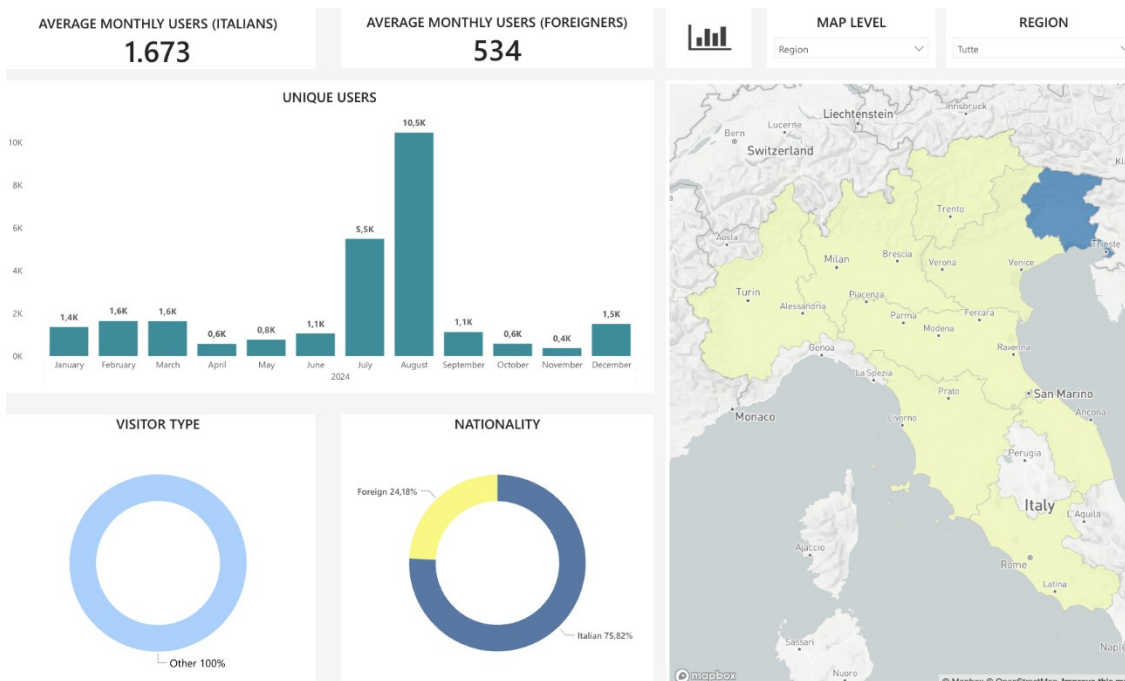 AVERAGE MONTHLY USERS (ITALIANS)
1.673
AVERAGE MONTHLY USERS (FOREIGNERS)
534
MAP LEVEL
Region
REGION
Tutte
UNIQUE USERS
10K
8K
6K
4K
2K
0K
1,4K
1,6K
1,6K
0,6K
0,8K
1,1K
5,5K
10,5K
1,1K
0,6K
0,4K
1,5K
January
February
March
April
May
June
July
August
September
October
November
December
2024
VISITOR TYPE
Other 100%
NATIONALITY
Foreign 24,18%
Italian 75,82%
Liechtenstein
Innsbruck
Lucerne
Bern
Switzerland
Trento
Aosta
Trieste
Milan
Brescia
Verona
Venice
Turin
Alessandria
Piacenza
Parma
Ferrara
Modena
Genoa
Ravenna
La Spezia
Prato
San Marino
Monaco
Livorno
Ancona
Perugia
Italy
L'Aquila
Ajaccio
Rome
Latina
Sassari
Nuoro
mapbox
© Mapbox © OpenStreetMap Improve this